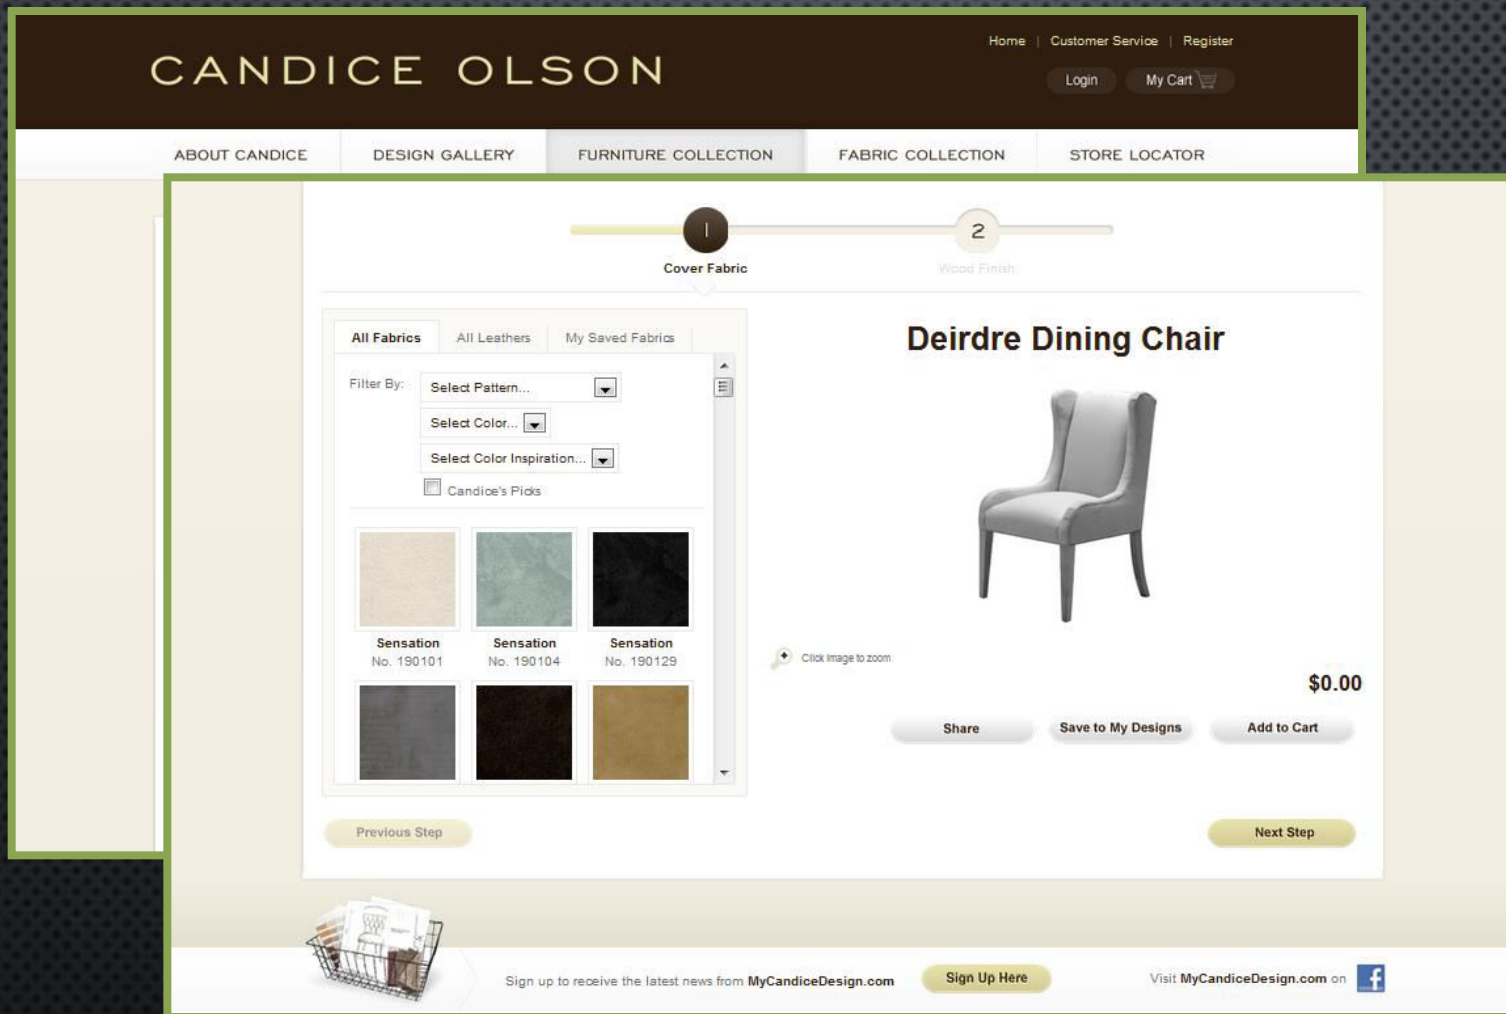 Home | Customer Service | Register
CANDICE OLSON
Login My Cart
ABOUT CANDICE DESIGN GALLERY FURNITURE COLLECTION FABRIC COLLECTION STORE LOCATOR
1 2
Cover Fabric Wood Finish
All Fabrics All Leathers My Saved Fabrics
Filter By: Select Pattern...
Select Color...
Select Color Inspiration...
Candice's Picks
Sensation Sensation Sensation
No. 190101 No. 190104 No. 190129
Deirdre Dining Chair
Click image to zoom
$0.00
Share Save to My Designs Add to Cart
Previous Step Next Step
Sign up to receive the latest news from MyCandiceDesign.com Sign Up Here Visit MyCandiceDesign.com on f